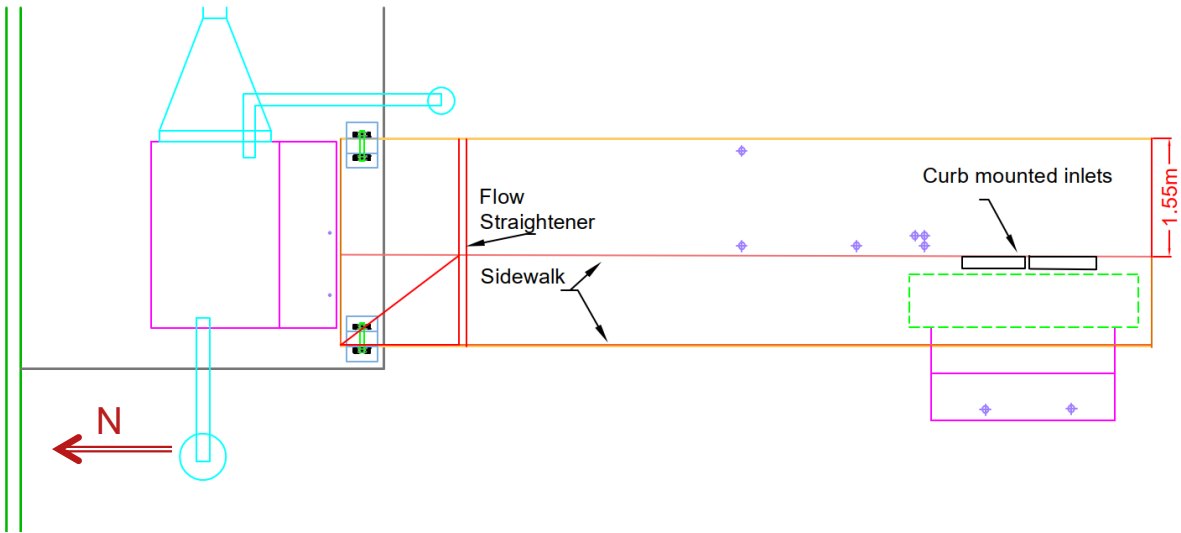 Curb mounted inlets
1.55m
Flow
Straightener
Sidewalk
N